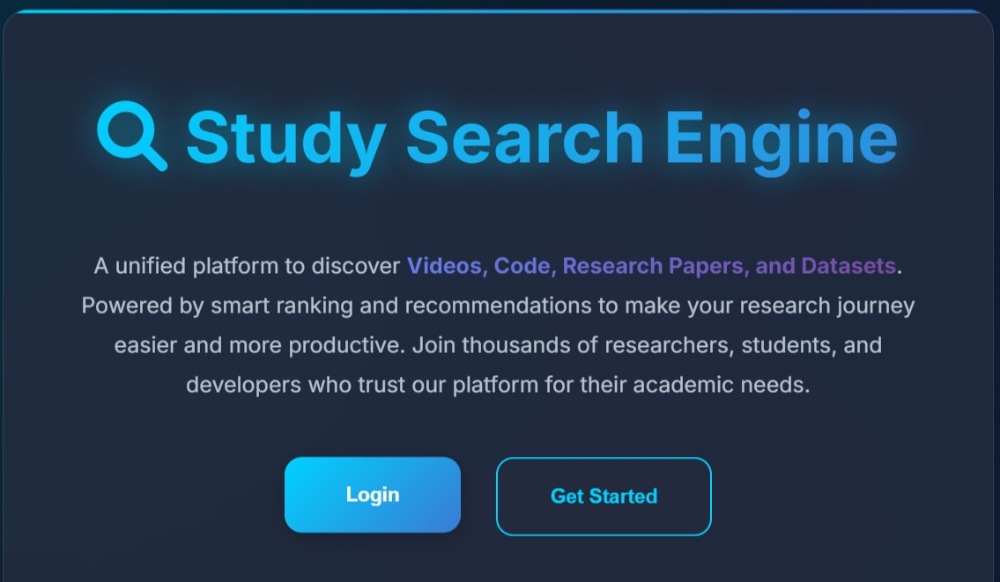 Study Search Engine
A unified platform to discover Videos, Code, Research Papers, and Datasets.
Powered by smart ranking and recommendations to make your research journey
easier and more productive. Join thousands of researchers, students, and
developers who trust our platform for their academic needs.
Login
Get Started